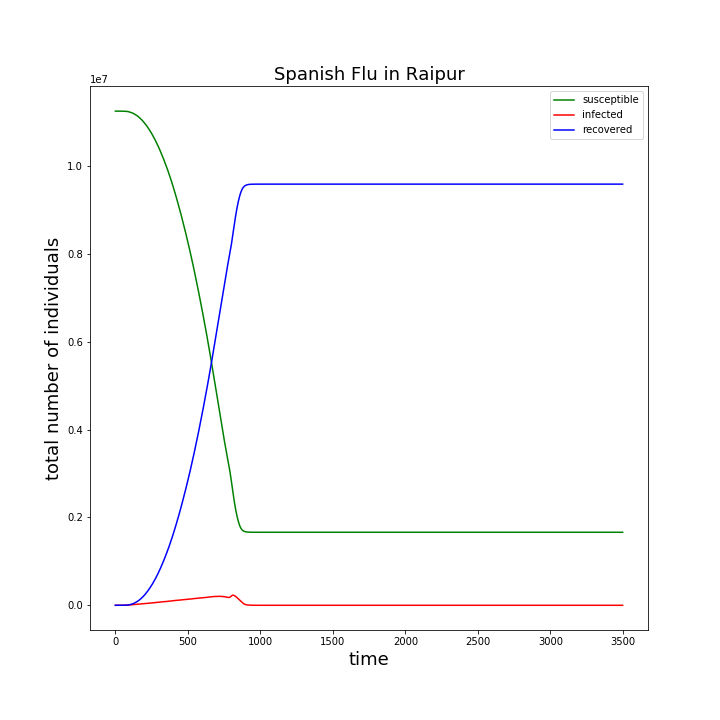 Spanish Flu in Raipur
1e7
susceptible
infected
recovered
1.0
0.8
0.6
0.4
0.2
0.0
total number of individuals
0 500 1000 1500 2000 2500 3000 3500
time